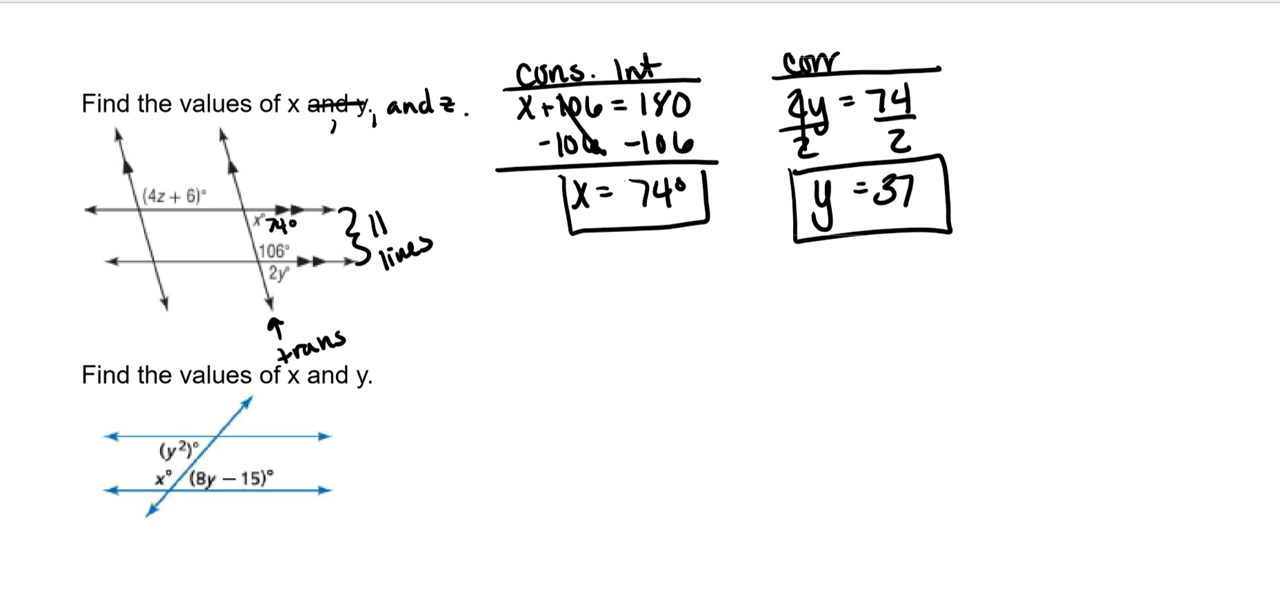 Find the values of x and y, and z.
(4z + 6)°
x° 74°
106°
2y°
} || lines
↑
trans
cons. Int
x + 106 = 180
-106 -106
x = 74°
corr
2y = 74
2 2
y = 37
Find the values of x and y.
(y²)°
x° (8y – 15)°